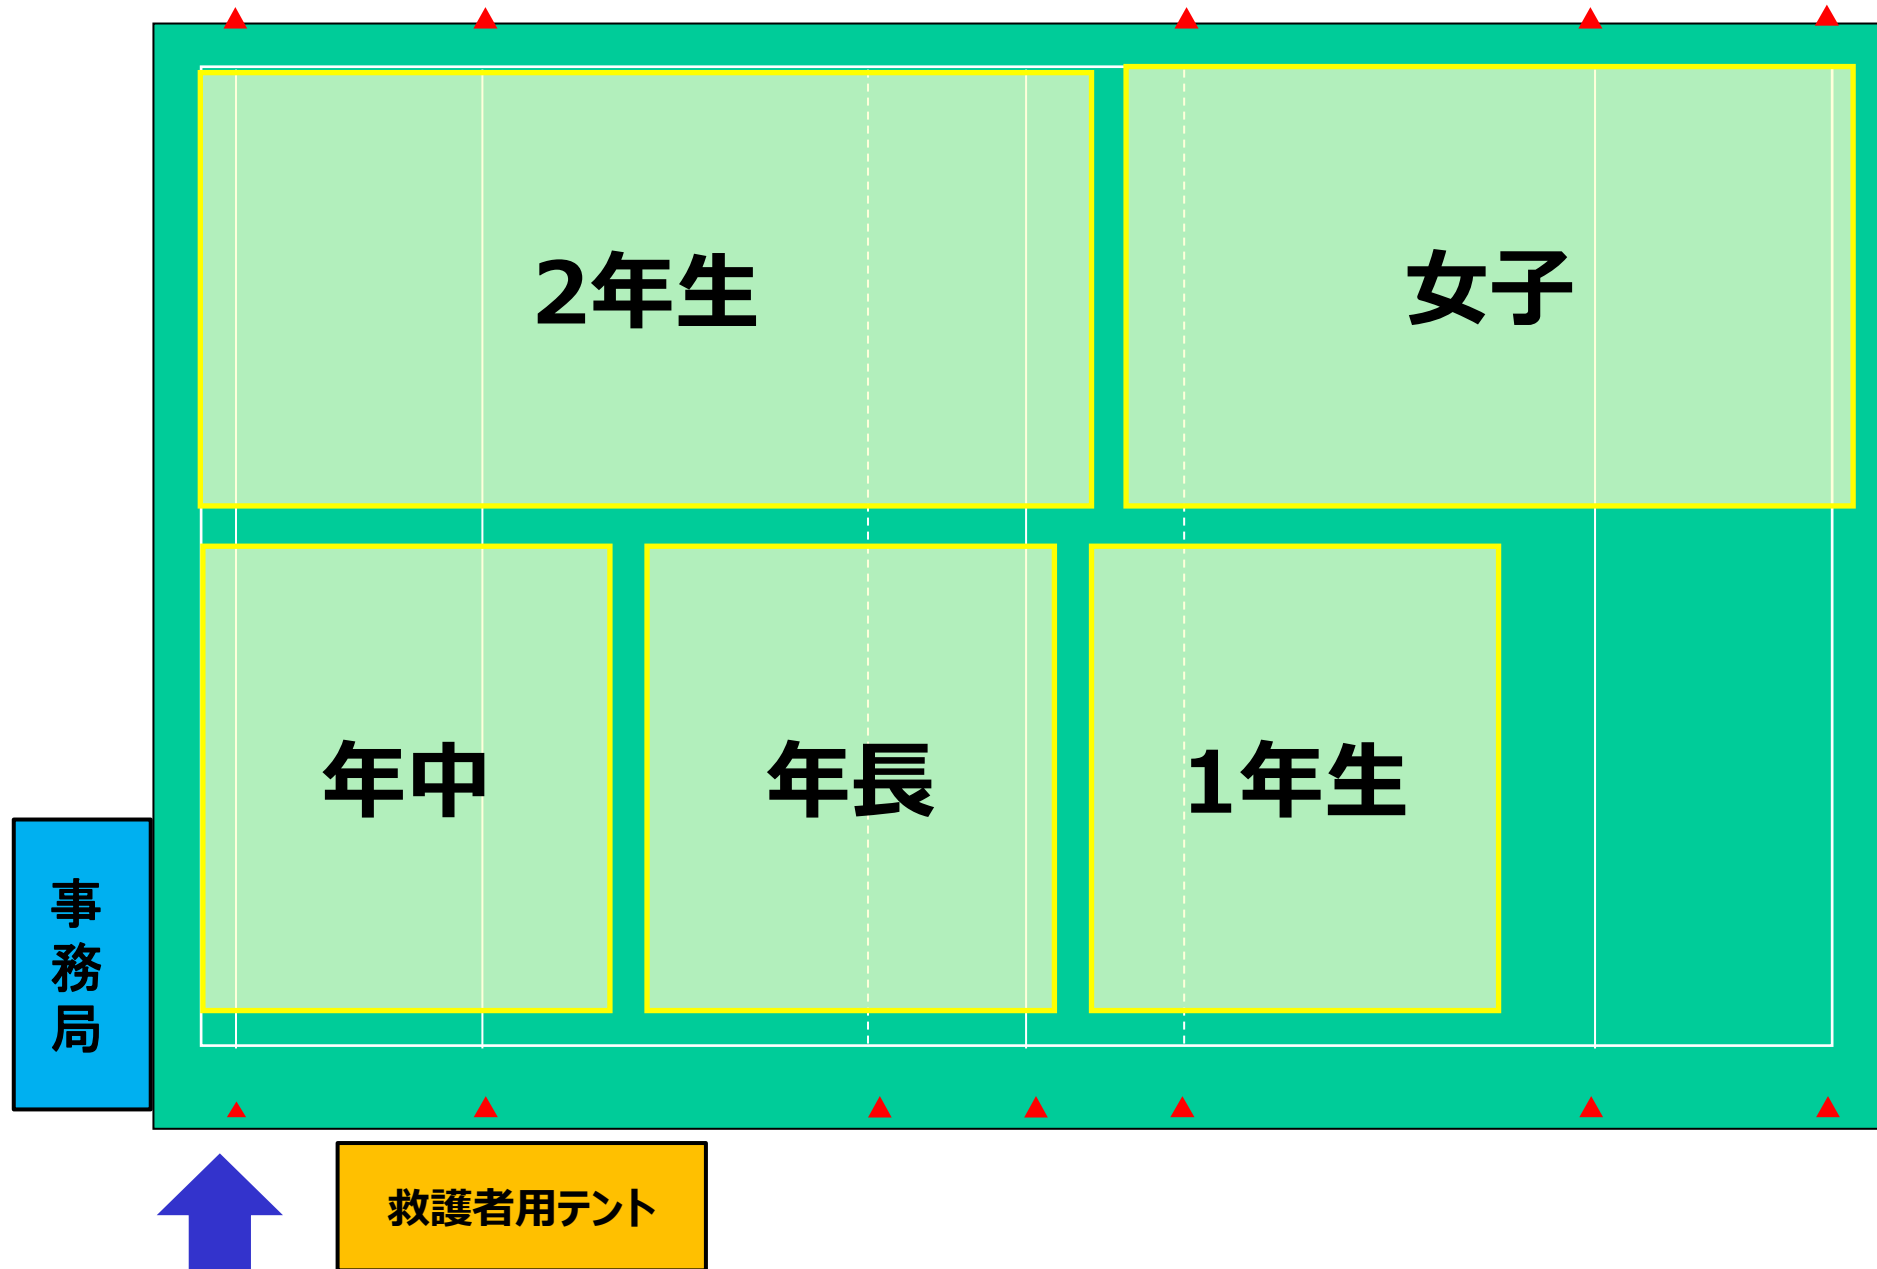 2年生
女子
年中
年長
1年生
事務局
救護者用テント